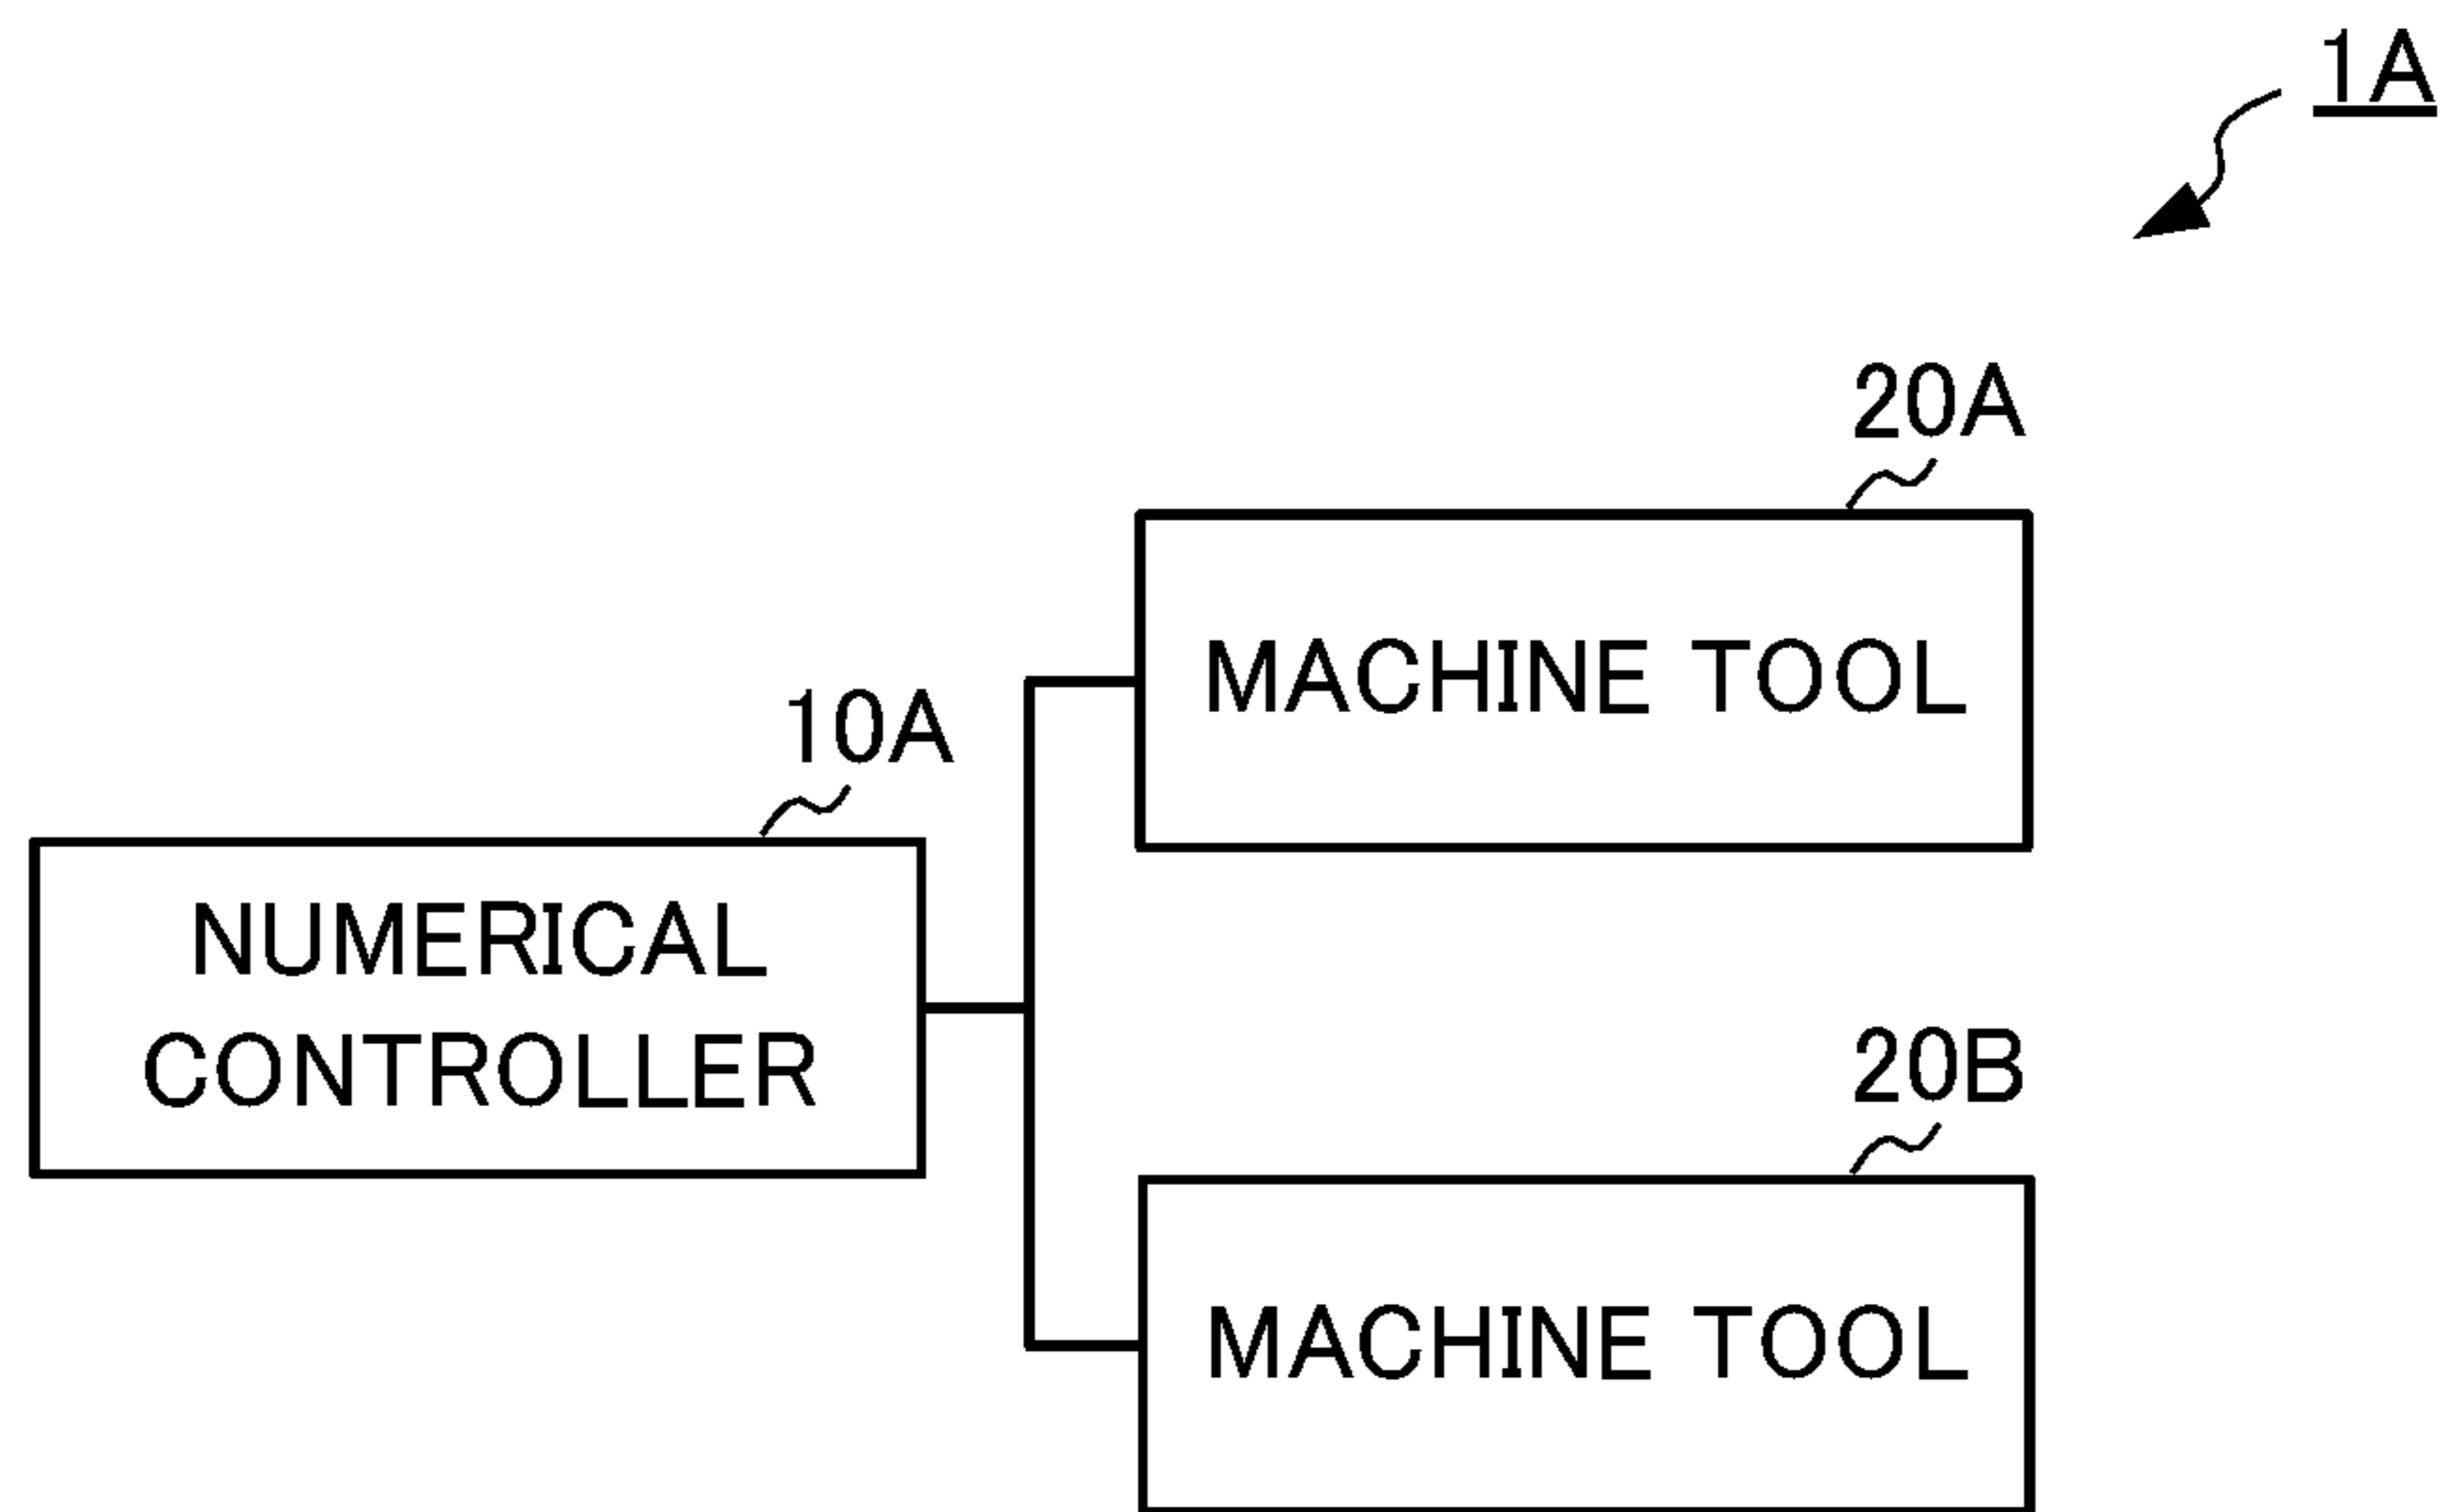 1A
20A
MACHINE TOOL
10A
NUMERICAL
CONTROLLER
20B
MACHINE TOOL